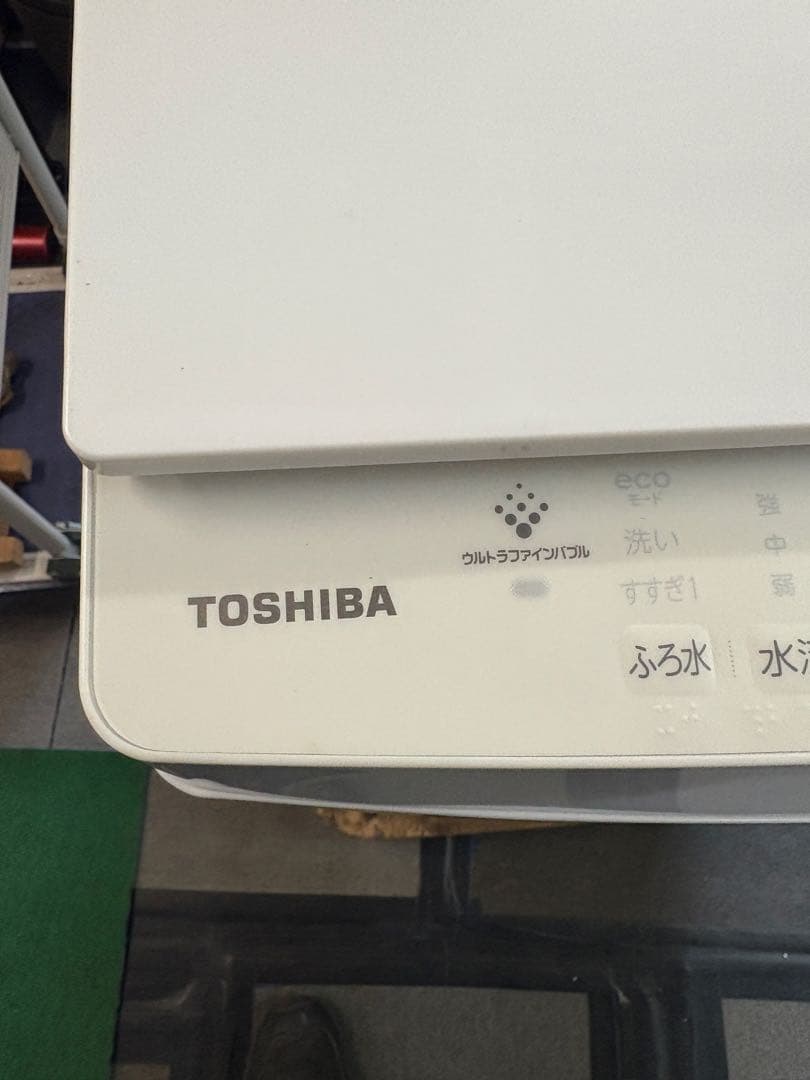 eco
モード
強
ウルトラファインバブル
洗い
中
すすぎ1
弱
TOSHIBA
ふろ水
水